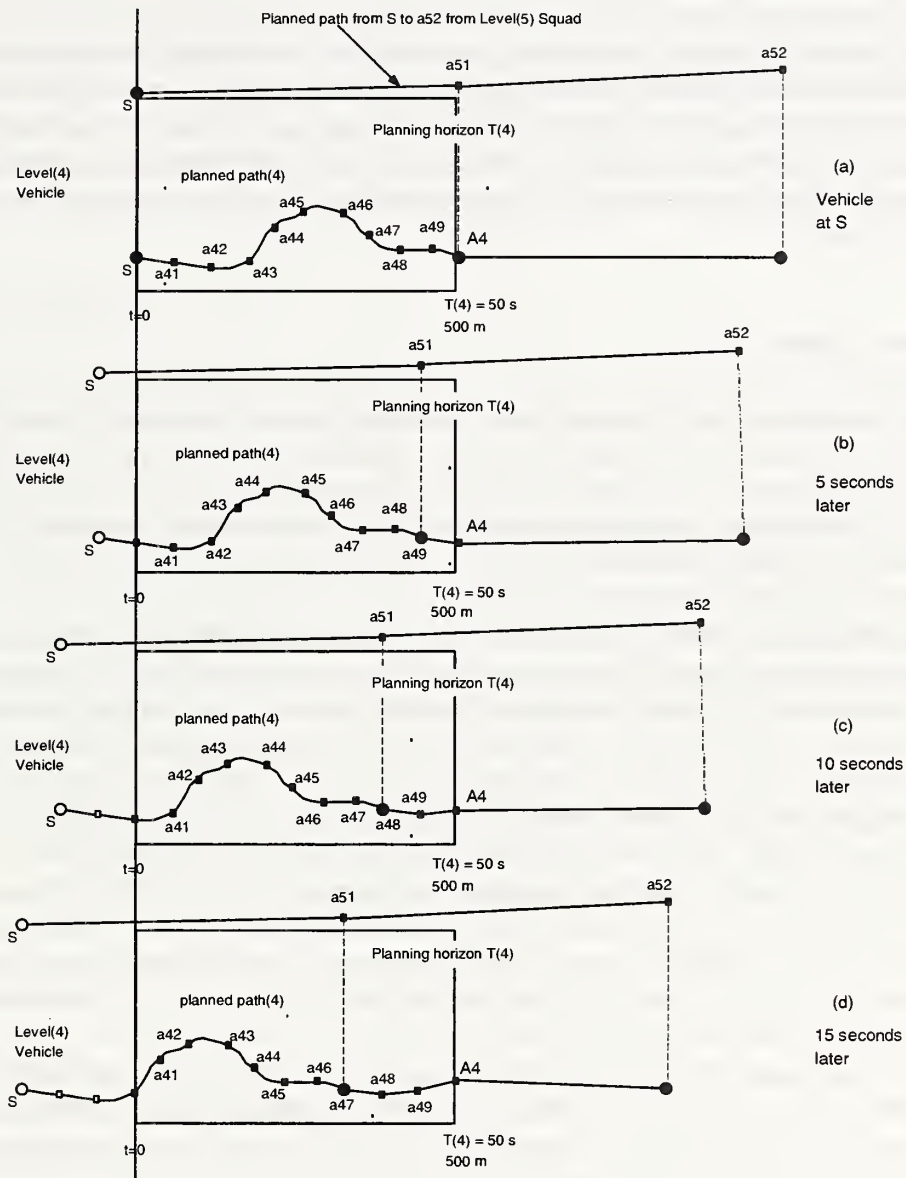 Planned path from S to a52 from Level(5) Squad
a51
a52
S
Planning horizon T(4)
Level(4)
Vehicle
planned path(4)
a45
a46
a44
a47
a49
A4
a42
S
a41
a43
a48
(a)
Vehicle
at S
t=0
T(4) = 50 s
500 m
a51
a52
S
Planning horizon T(4)
Level(4)
Vehicle
planned path(4)
a44
a45
a43
a46
a48
A4
S
a41
a42
a47
a49
(b)
5 seconds
later
t=0
T(4) = 50 s
500 m
a51
a52
S
Planning horizon T(4)
Level(4)
Vehicle
planned path(4)
a43
a44
a42
a45
a49
A4
S
a41
a46
a47
a48
(c)
10 seconds
later
t=0
T(4) = 50 s
500 m
a51
a52
S
Planning horizon T(4)
Level(4)
Vehicle
planned path(4)
a42
a43
a44
a46
a48
A4
a41
S
a45
a47
a49
(d)
15 seconds
later
t=0
T(4) = 50 s
500 m